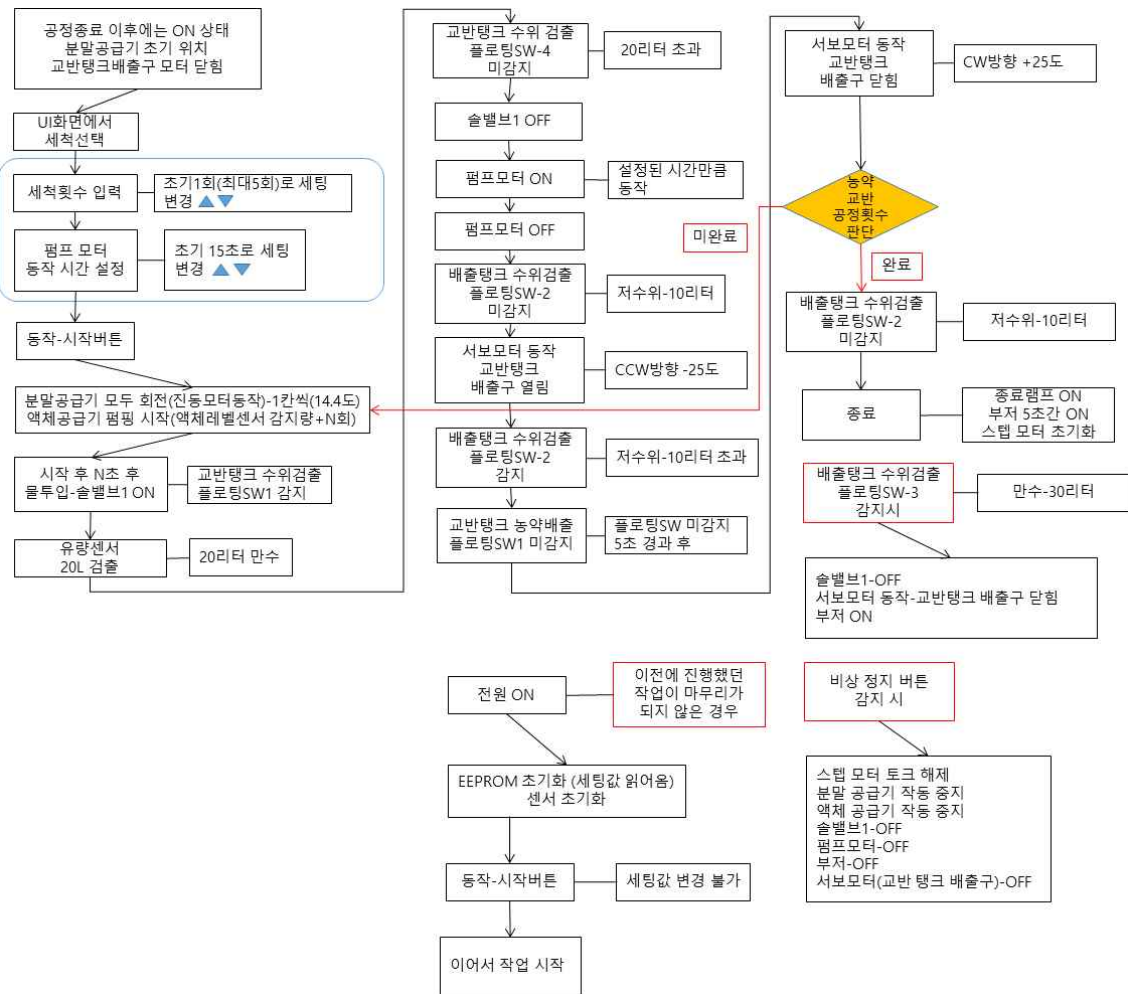 공정종료 이후에는 ON 상태
분말공급기 초기 위치
교반탱크배출구 모터 닫힘
UI화면에서
세척선택
세척횟수 입력
초기1회(최대5회)로 세팅
변경 ▲▼
펌프 모터
동작 시간 설정
초기 15초로 세팅
변경 ▲▼
동작-시작버튼
분말공급기 모두 회전(진동모터동작)-1칸씩(14.4도)
액체공급기 펌핑 시작(액체레벨센서 감지량+N회)
시작 후 N초 후
물투입-솔밸브1 ON
교반탱크 수위검출
플로팅SW1 감지
유량센서
20L 검출
20리터 만수
교반탱크 수위 검출
플로팅SW-4
미감지
20리터 초과
솔밸브1 OFF
펌프모터 ON
설정된 시간만큼
동작
펌프모터 OFF
배출탱크 수위검출
플로팅SW-2
미감지
저수위-10리터
서보모터 동작
교반탱크
배출구 열림
CCW방향 -25도
배출탱크 수위검출
플로팅SW-2
감지
저수위-10리터 초과
교반탱크 농약배출
플로팅SW1 미감지
플로팅SW 미감지
5초 경과 후
서보모터 동작
교반탱크
배출구 닫힘
CW방향 +25도
농약
교반
공정횟수
판단
미완료
완료
배출탱크 수위검출
플로팅SW-2
미감지
저수위-10리터
종료
종료램프 ON
부저 5초간 ON
스텝 모터 초기화
배출탱크 수위검출
플로팅SW-3
감지시
만수-30리터
솔밸브1-OFF
서보모터 동작-교반탱크 배출구 닫힘
부저 ON
전원 ON
이전에 진행했던
작업이 마무리가
되지 않은 경우
EEPROM 초기화 (세팅값 읽어옴)
센서 초기화
동작-시작버튼
세팅값 변경 불가
이어서 작업 시작
비상 정지 버튼
감지 시
스텝 모터 토크 해제
분말 공급기 작동 중지
액체 공급기 작동 중지
솔밸브1-OFF
펌프모터-OFF
부저-OFF
서보모터(교반 탱크 배출구)-OFF